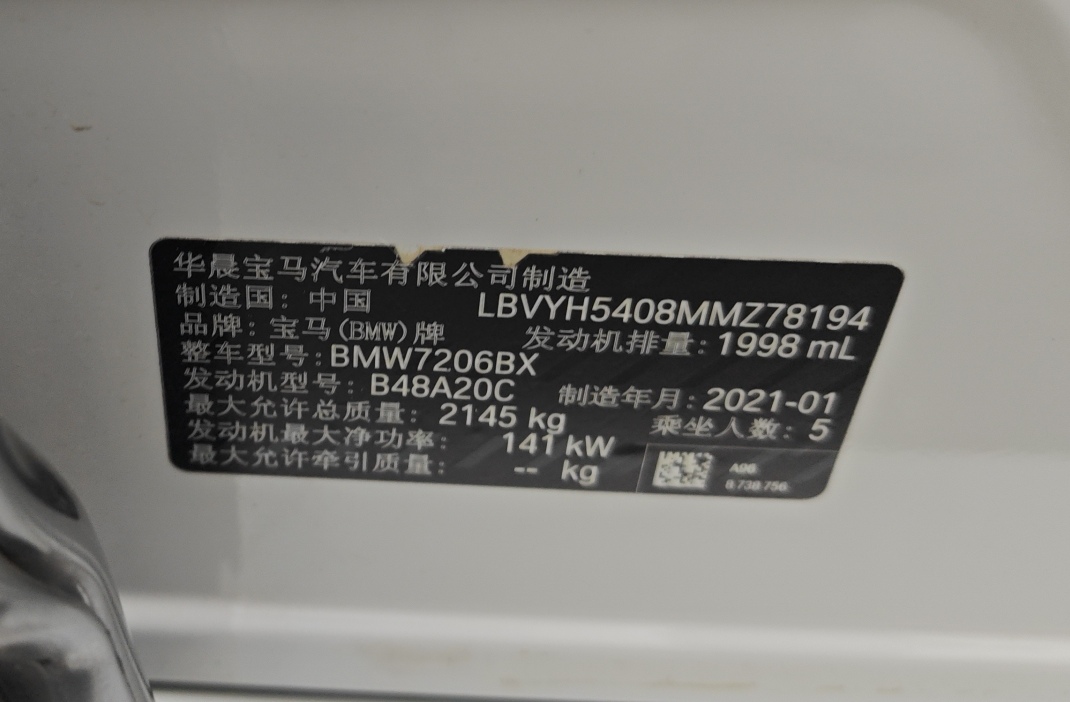 华晨宝马汽车有限公司制造
制造国：中国 LBVYH5408MMZ78194
品牌：宝马(BMW)牌 发动机排量：1998 mL
整车型号：BMW7206BX
发动机型号：B48A20C 制造年月：2021-01
最大允许总质量：2145 kg 乘坐人数：5
发动机最大净功率：141 kW
最大允许牵引质量：-- kg
A96
8.738.756